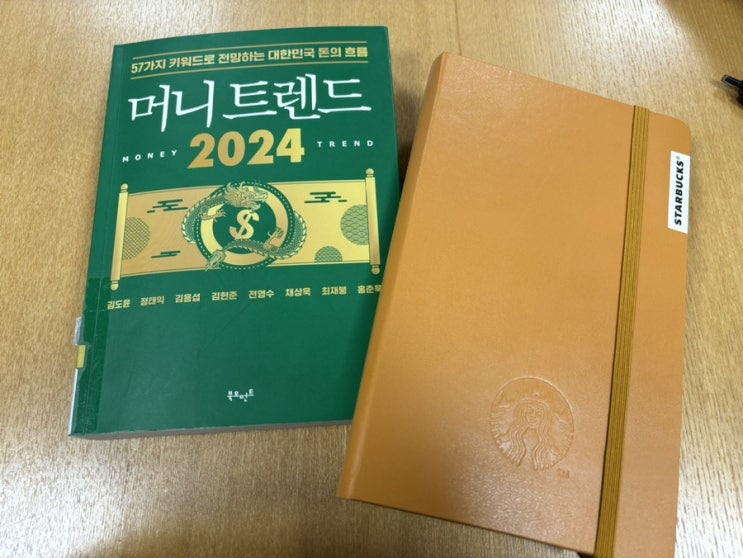 57가지 키워드로 전망하는 대한민국 돈의 흐름
머니 트렌드
MONEY 2024 TREND
$
김도윤 정태익 김용섭 김현준 전영수 채상욱 최재붕 홍춘욱
북모먼트
STARBUCKS®
SM